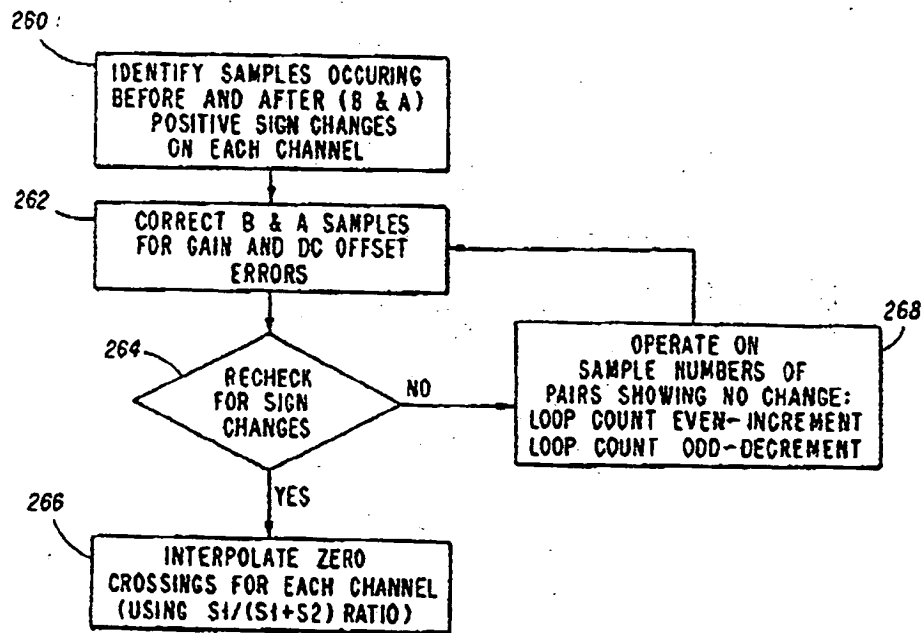 260
IDENTIFY SAMPLES OCCURING
BEFORE AND AFTER (B & A)
POSITIVE SIGN CHANGES
ON EACH CHANNEL
262
CORRECT B & A SAMPLES
FOR GAIN AND DC OFFSET
ERRORS
264
RECHECK
FOR SIGN
CHANGES
NO
268
OPERATE ON
SAMPLE NUMBERS OF
PAIRS SHOWING NO CHANGE:
LOOP COUNT EVEN-INCREMENT
LOOP COUNT ODD-DECREMENT
YES
266
INTERPOLATE ZERO
CROSSINGS FOR EACH CHANNEL
(USING S1/(S1+S2) RATIO)